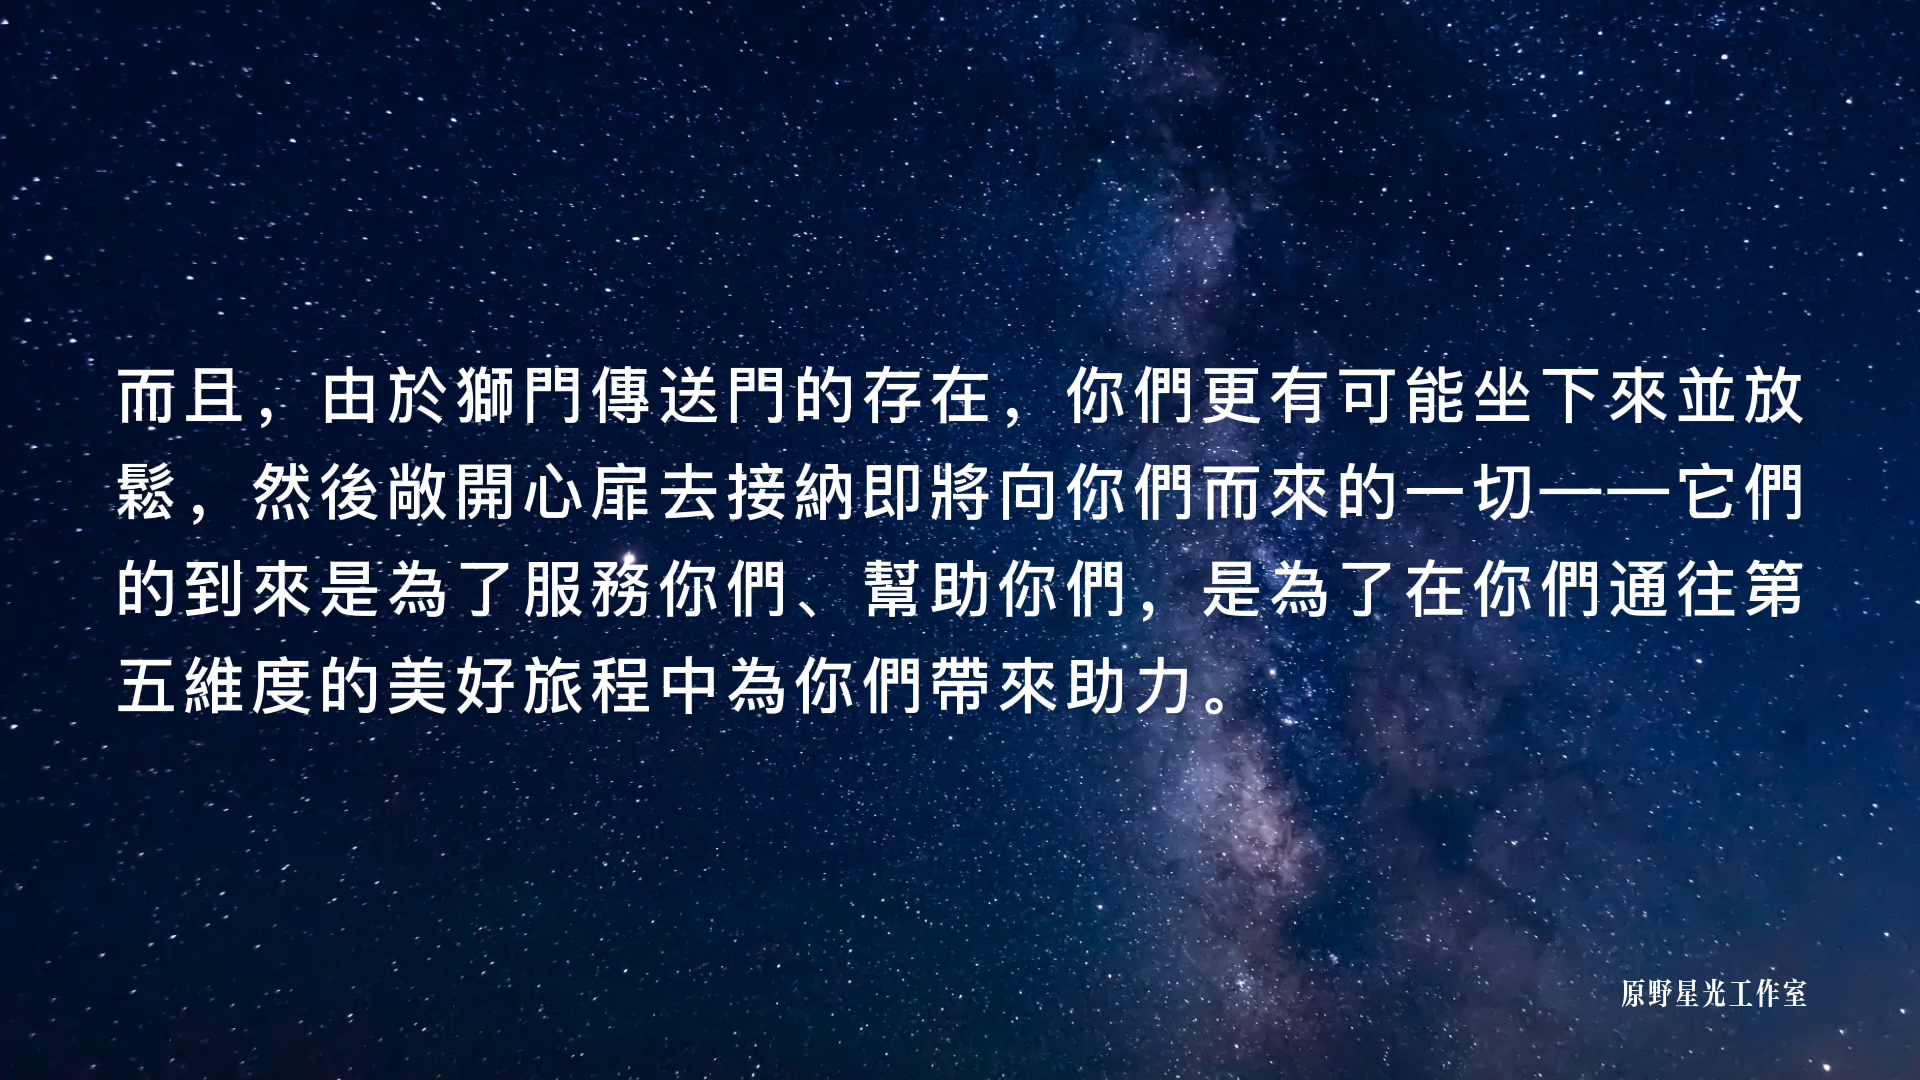 而且，由於獅門傳送門的存在，你們更有可能坐下來並放
鬆，然後敞開心扉去接納即將向你們而來的一切——它們
的到來是為了服務你們、幫助你們，是為了在你們通往第
五維度的美好旅程中為你們帶來助力。
原野星光工作室